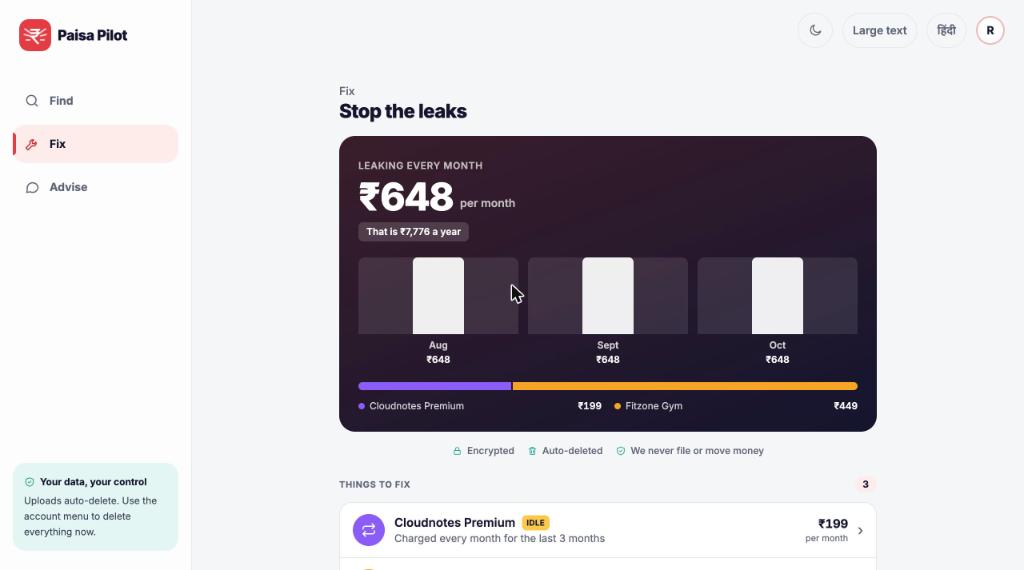 Paisa Pilot
Large text
हिंदी
R
Find
Fix
Advise
Fix
Stop the leaks
LEAKING EVERY MONTH
₹648 per month
That is ₹7,776 a year
Aug Sept Oct
₹648 ₹648 ₹648
Cloudnotes Premium ₹199 Fitzone Gym ₹449
Encrypted Auto-deleted We never file or move money
THINGS TO FIX 3
Cloudnotes Premium IDLE ₹199
Charged every month for the last 3 months per month
Your data, your control
Uploads auto-delete. Use the
account menu to delete
everything now.